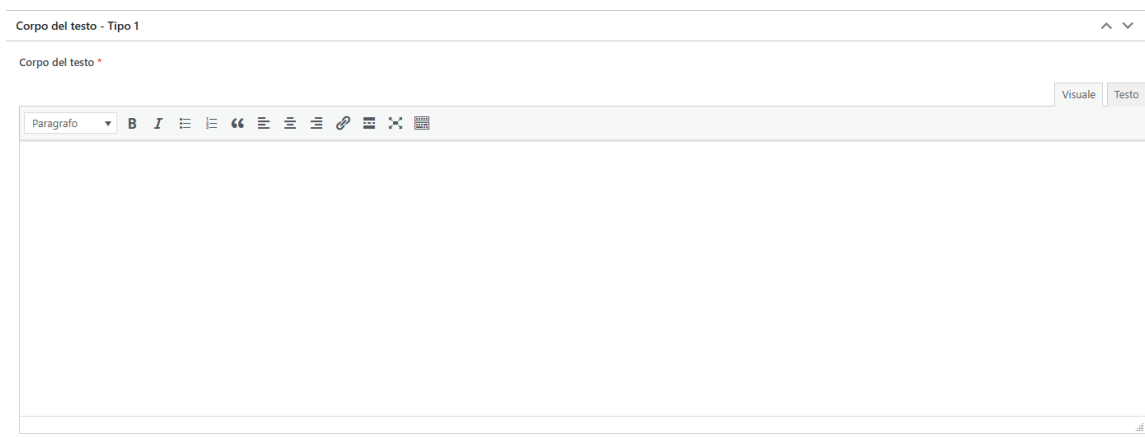 Corpo del testo - Tipo 1
Corpo del testo *
Visuale Testo
Paragrafo B I